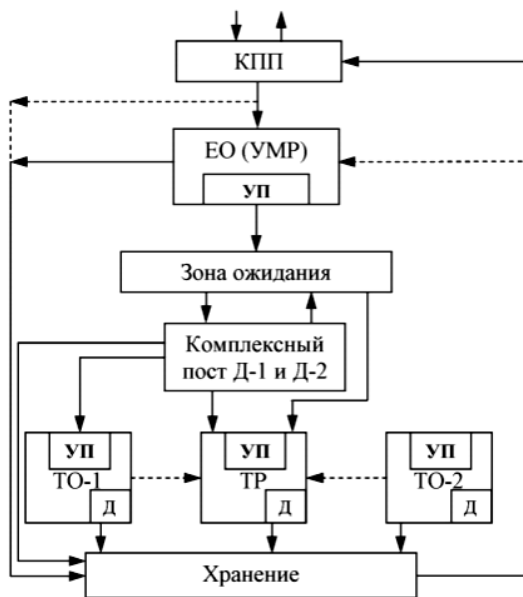 КПП
ЕО (УМР)
УП
Зона ожидания
Комплексный
пост Д-1 и Д-2
УП
ТО-1
Д
УП
ТР
Д
УП
ТО-2
Д
Хранение